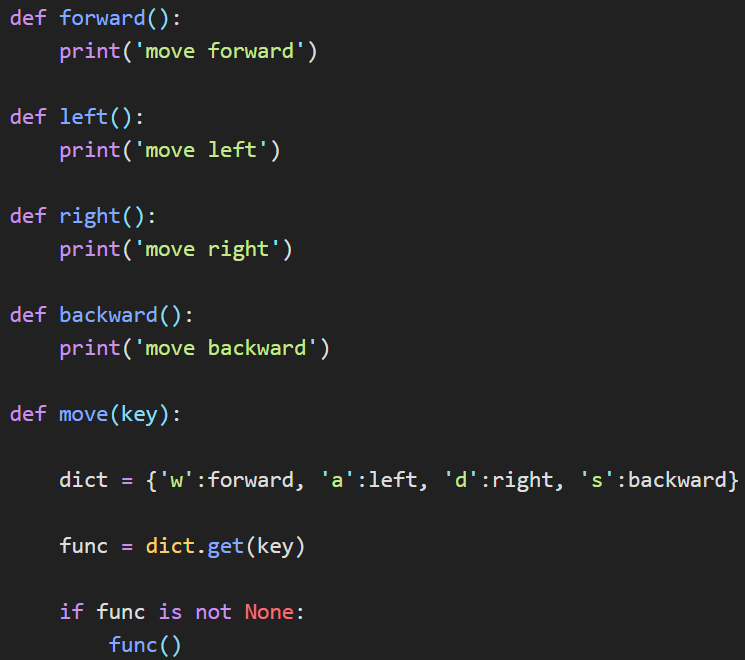 def forward():
    print('move forward')
def left():
    print('move left')
def right():
    print('move right')
def backward():
    print('move backward')
def move(key):
    dict = {'w':forward, 'a':left, 'd':right, 's':backward}
    func = dict.get(key)
    if func is not None:
        func()